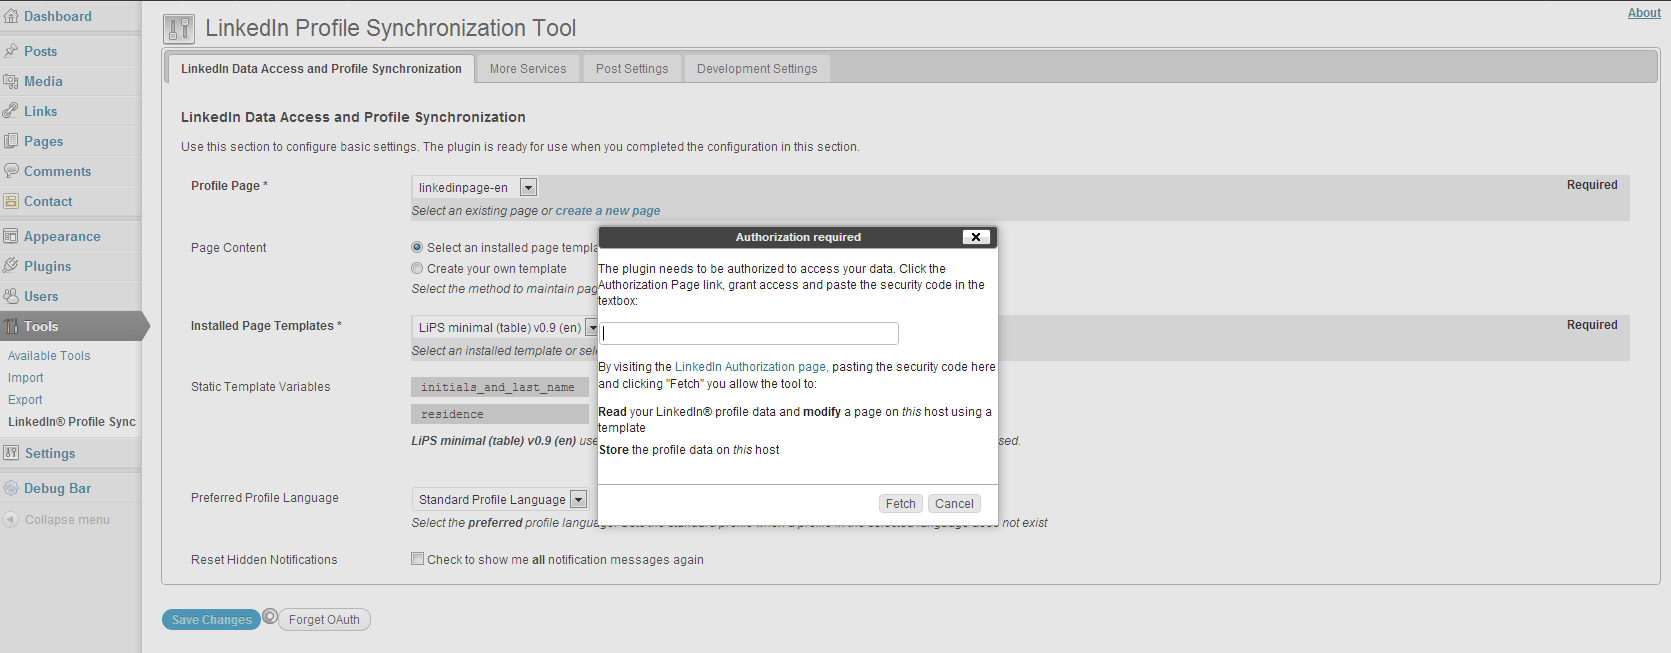 Dashboard
Posts
Media
Links
Pages
Comments
Contact
Appearance
Plugins
Users
Tools
Available Tools
Import
Export
LinkedIn® Profile Sync
Settings
Debug Bar
Collapse menu
About
LinkedIn Profile Synchronization Tool
LinkedIn Data Access and Profile Synchronization
More Services
Post Settings
Development Settings
LinkedIn Data Access and Profile Synchronization
Use this section to configure basic settings. The plugin is ready for use when you completed the configuration in this section.
Profile Page *
linkedinpage-en
Required
Select an existing page or create a new page
Page Content
Select an installed page templa
Create your own template
Select the method to maintain pag
Installed Page Templates *
LiPS minimal (table) v0.9 (en)
Required
Select an installed template or sel
Static Template Variables
initials_and_last_name
residence
LiPS minimal (table) v0.9 (en) use
sed.
Preferred Profile Language
Standard Profile Language
Select the preferred profile language.
not exist
Reset Hidden Notifications
Check to show me all notification messages again
Save Changes
Forget OAuth
Authorization required
The plugin needs to be authorized to access your data. Click the
Authorization Page link, grant access and paste the security code in the
textbox:
By visiting the LinkedIn Authorization page, pasting the security code here
and clicking "Fetch" you allow the tool to:
Read your LinkedIn® profile data and modify a page on this host using a
template
Store the profile data on this host
Fetch
Cancel